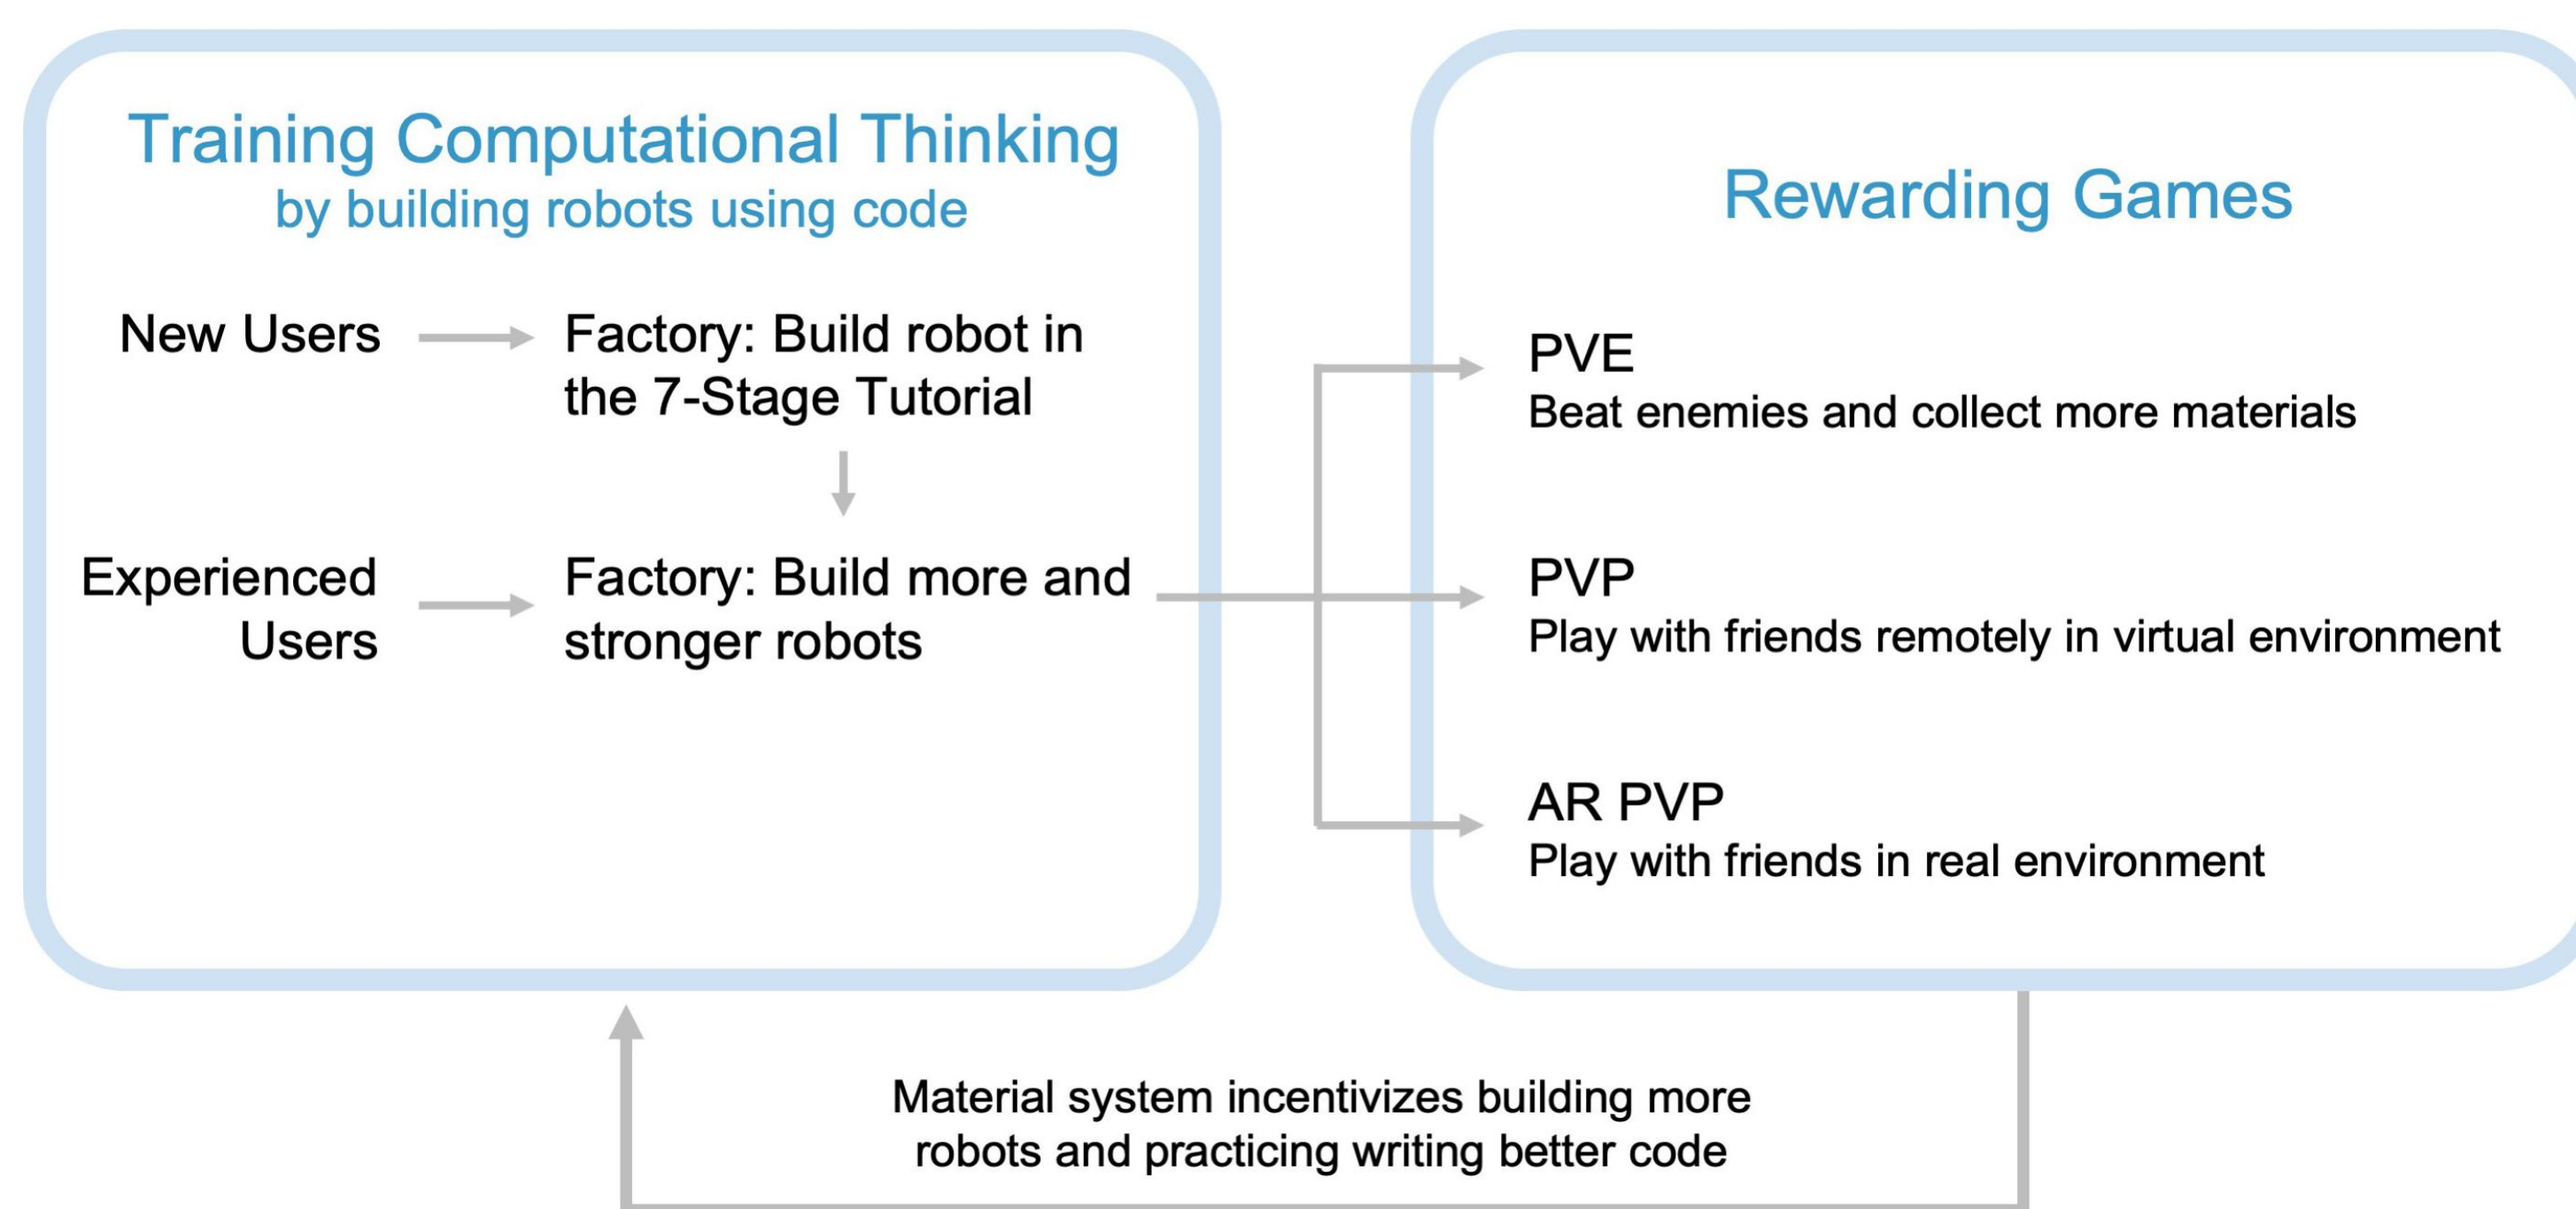 Training Computational Thinking
by building robots using code
New Users
Factory: Build robot in
the 7-Stage Tutorial
Experienced
Users
Factory: Build more and
stronger robots
Rewarding Games
PVE
Beat enemies and collect more materials
PVP
Play with friends remotely in virtual environment
AR PVP
Play with friends in real environment
Material system incentivizes building more
robots and practicing writing better code